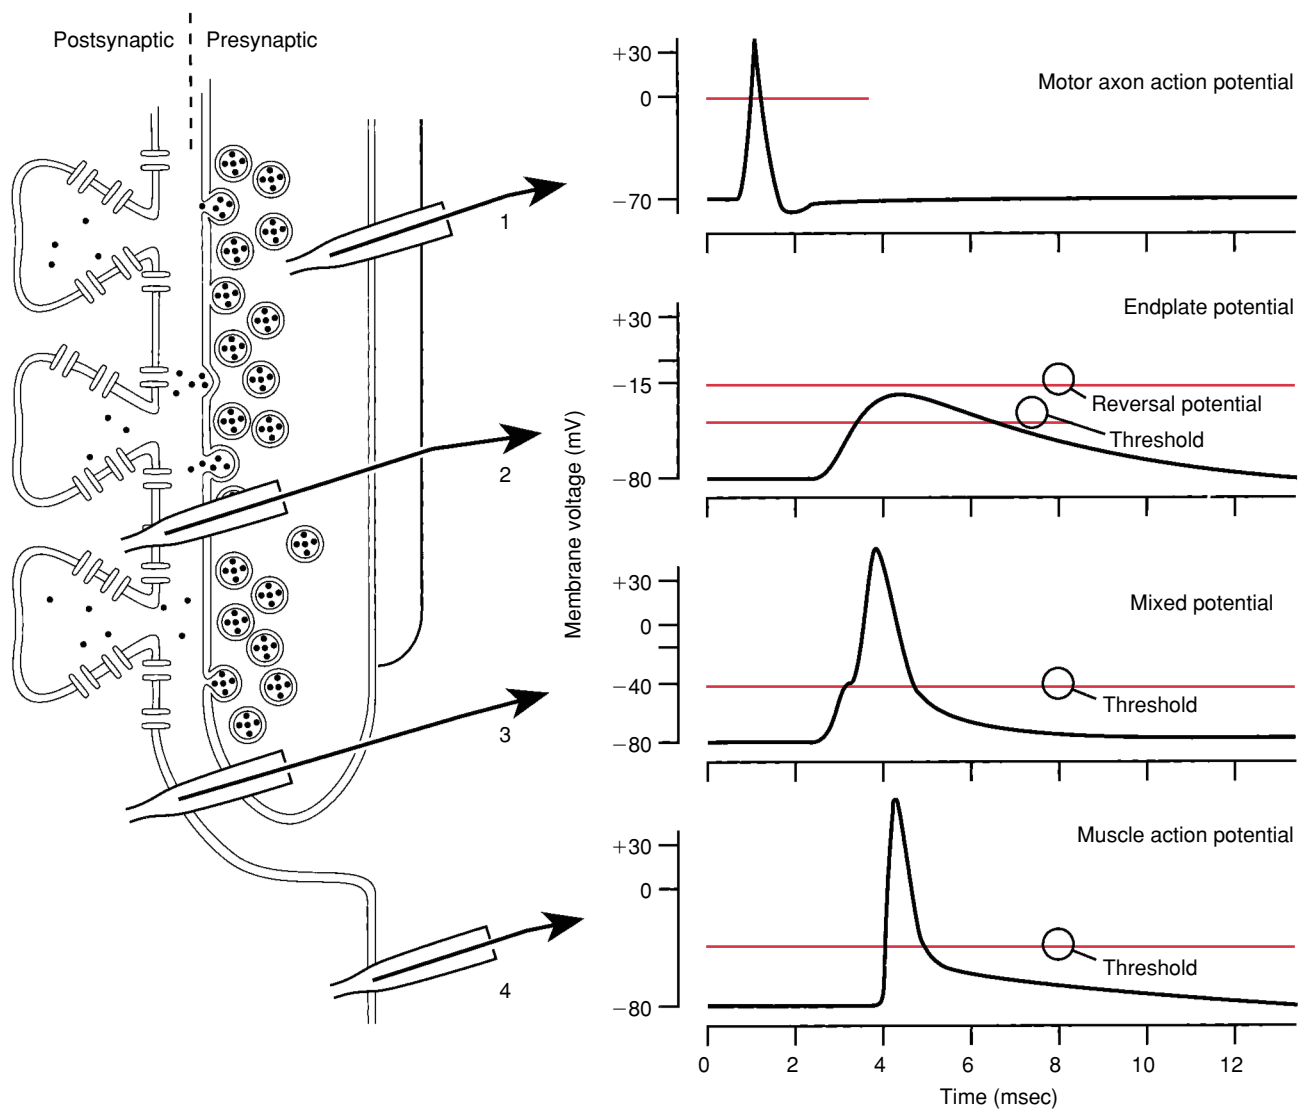 Postsynaptic
Presynaptic
1
2
3
4
Membrane voltage (mV)
+30
0
−70
Motor axon action potential
Endplate potential
+30
−15
−80
Reversal potential
Threshold
Mixed potential
+30
0
−40
−80
Threshold
Muscle action potential
+30
0
−80
Threshold
0 2 4 6 8 10 12
Time (msec)